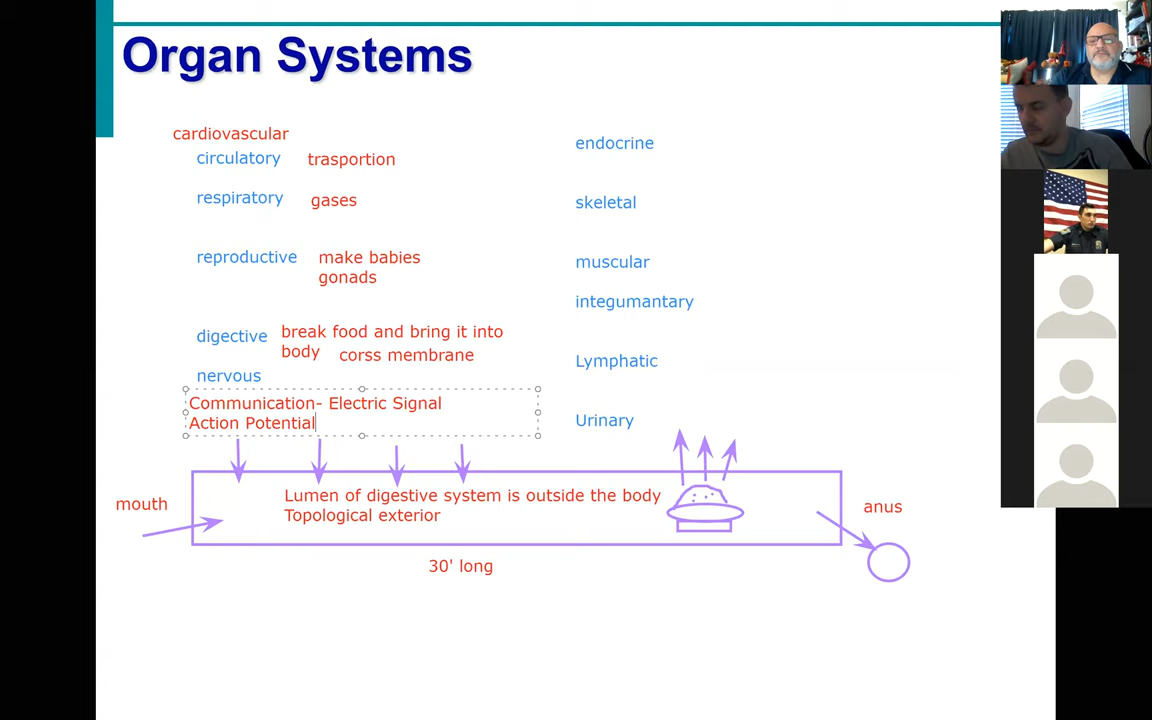 Organ Systems
cardiovascular
circulatory trasportion
respiratory gases
reproductive make babies
gonads
digective break food and bring it into
body corss membrane
nervous
Communication- Electric Signal
Action Potential
endocrine
skeletal
muscular
integumantary
Lymphatic
Urinary
mouth
Lumen of digestive system is outside the body
Topological exterior
anus
30' long